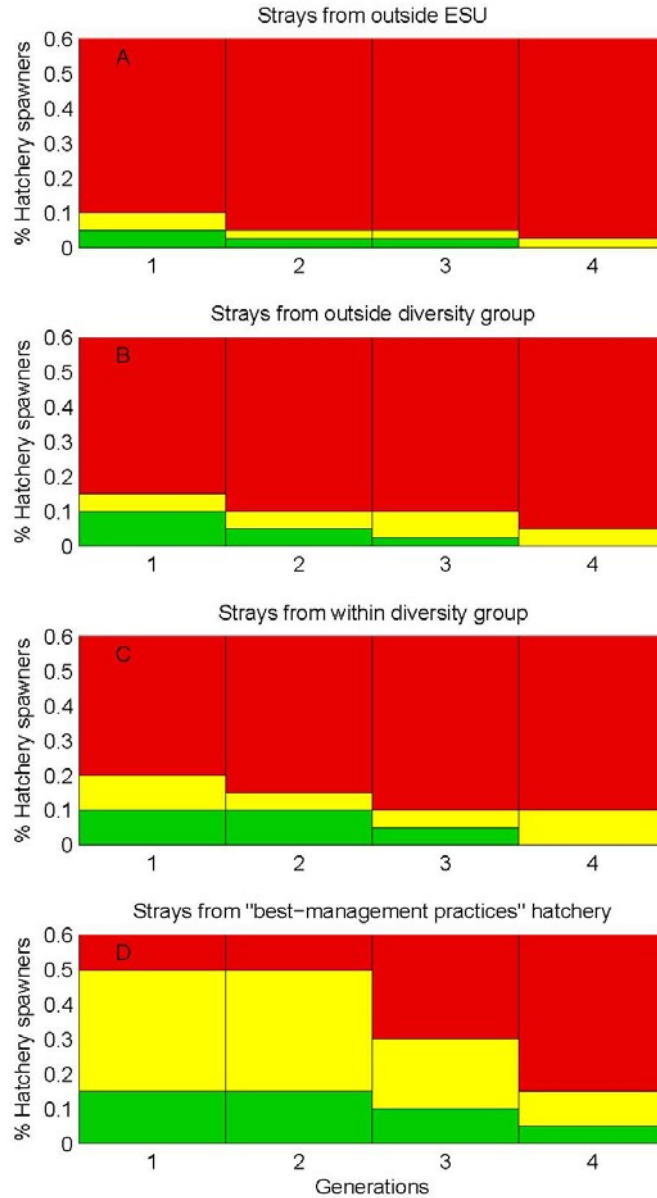 Strays from outside ESU
A
% Hatchery spawners
0.6
0.5
0.4
0.3
0.2
0.1
0
1 2 3 4
Strays from outside diversity group
B
% Hatchery spawners
0.6
0.5
0.4
0.3
0.2
0.1
0
1 2 3 4
Strays from within diversity group
C
% Hatchery spawners
0.6
0.5
0.4
0.3
0.2
0.1
0
1 2 3 4
Strays from "best−management practices" hatchery
D
% Hatchery spawners
0.6
0.5
0.4
0.3
0.2
0.1
0
1 2 3 4
Generations